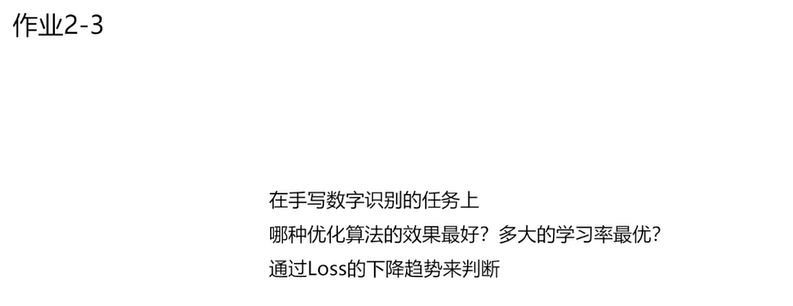 作业2-3
在手写数字识别的任务上
哪种优化算法的效果最好？多大的学习率最优？
通过Loss的下降趋势来判断